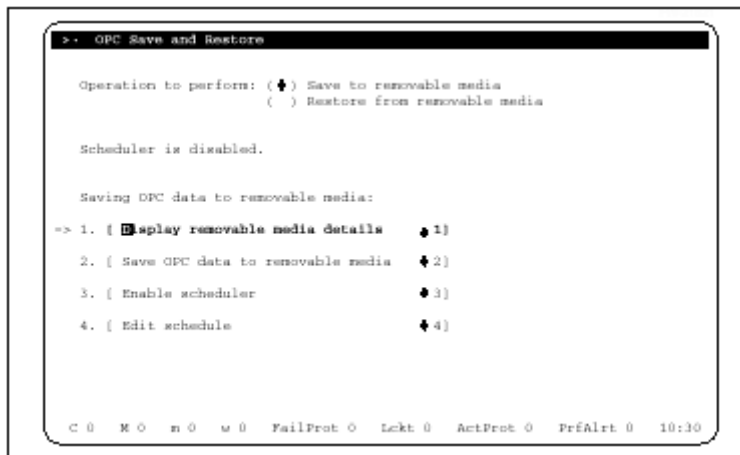 >- OPC Save and Restore
Operation to perform: (♦) Save to removable media
( ) Restore from removable media
Scheduler is disabled.
Saving OPC data to removable media:
=> 1. [ Display removable media details ♦1]
2. [ Save OPC data to removable media ♦2]
3. [ Enable scheduler ♦3]
4. [ Edit schedule ♦4]
C 0 M 0 m 0 w 0 FailProt 0 Lckt 0 ActProt 0 PrfAlrt 0 10:30